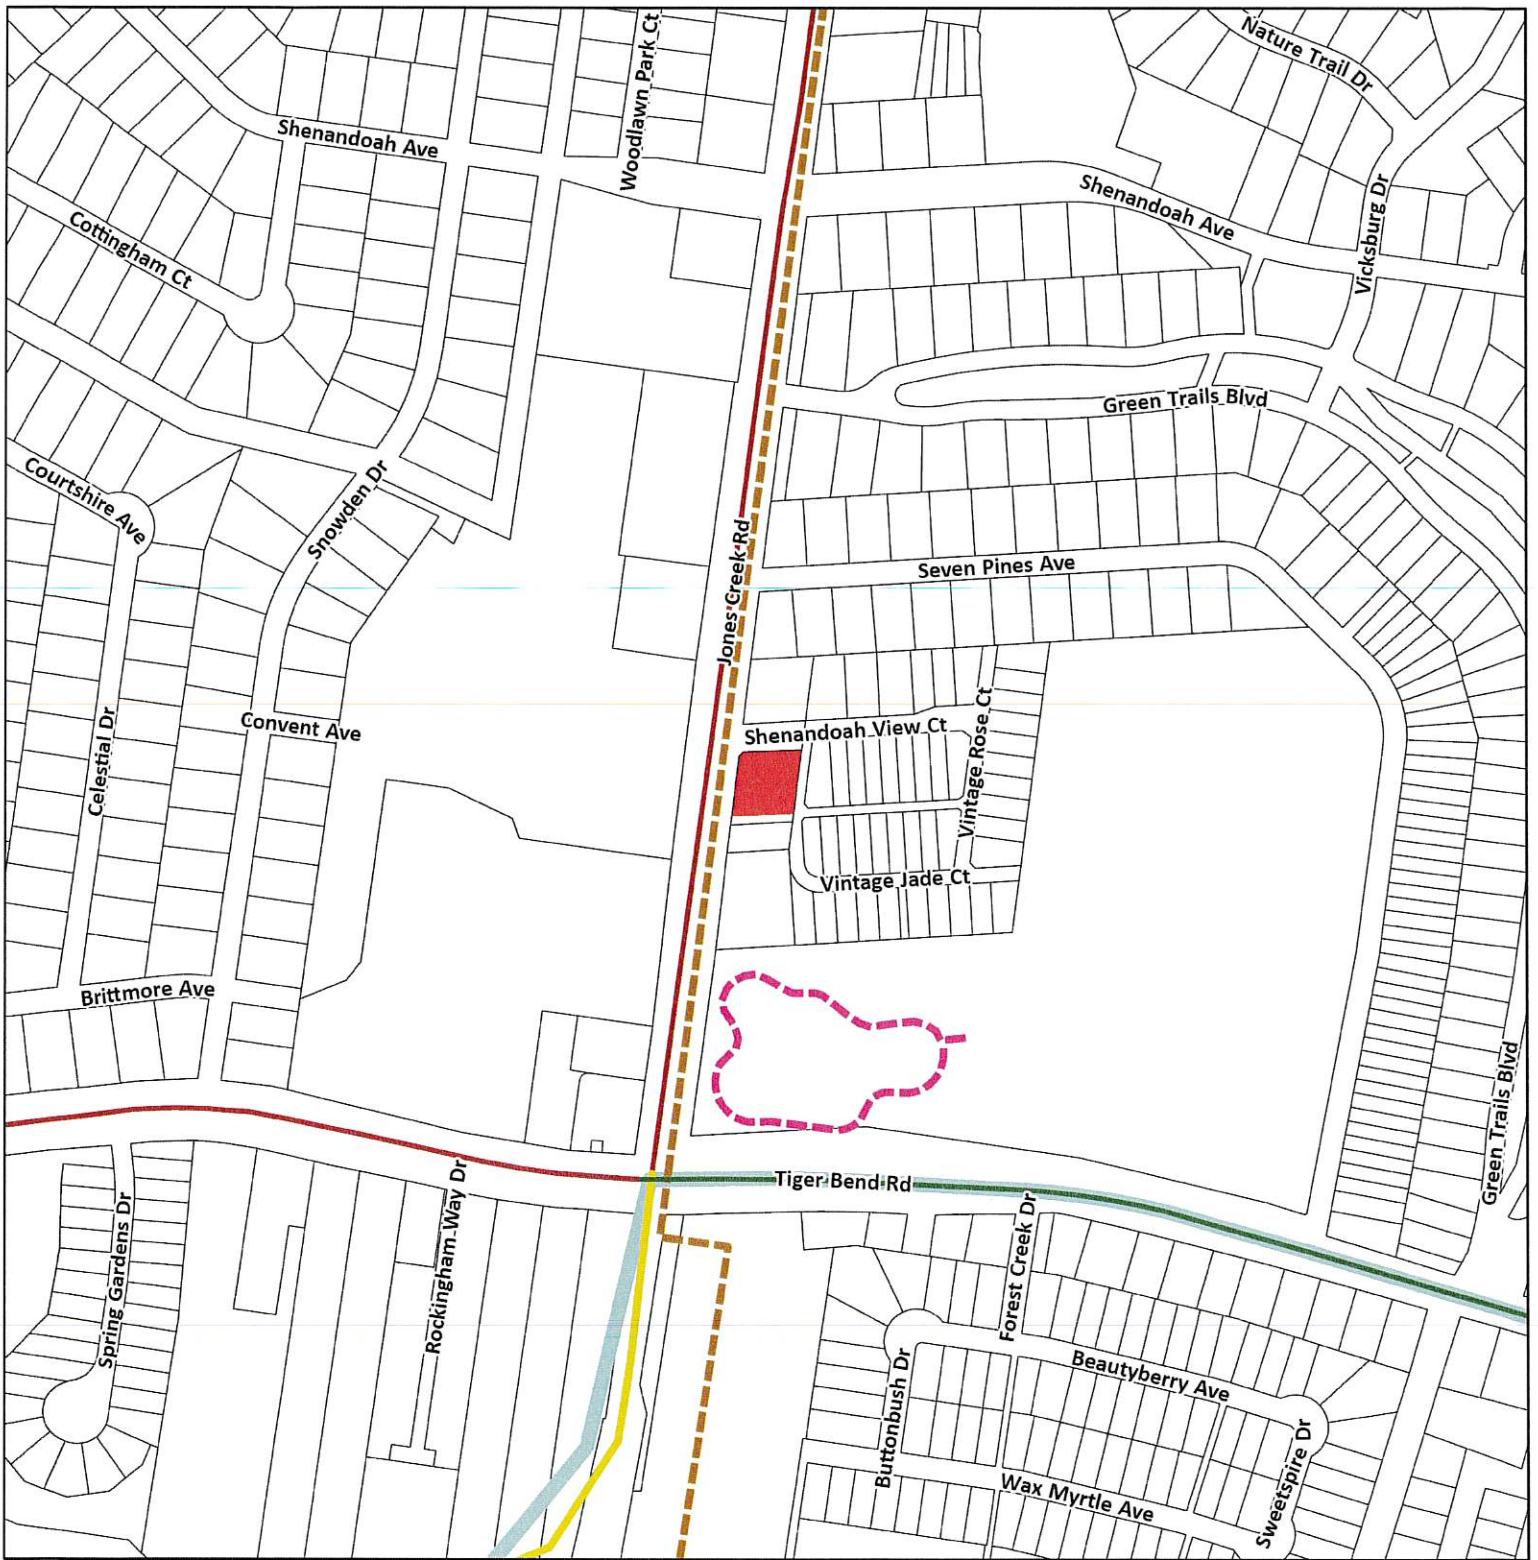 Nature Trail Dr
Woodlawn Park Ct
Shenandoah Ave
Shenandoah Ave
Vicksburg Dr
Cottingham Ct
Green Trails Blvd
Courtshire Ave
Snowden Dr
Jones Creek Rd
Seven Pines Ave
Celestial Dr
Convent Ave
Shenandoah View Ct
Vintage Rose Ct
Vintage Jade Ct
Brittmore Ave
Green Trails Blvd
Tiger Bend Rd
Rockingham Way Dr
Spring Gardens Dr
Forest Creek Dr
Buttonbush Dr
Beautyberry Ave
Sweetspire Dr
Wax Myrtle Ave